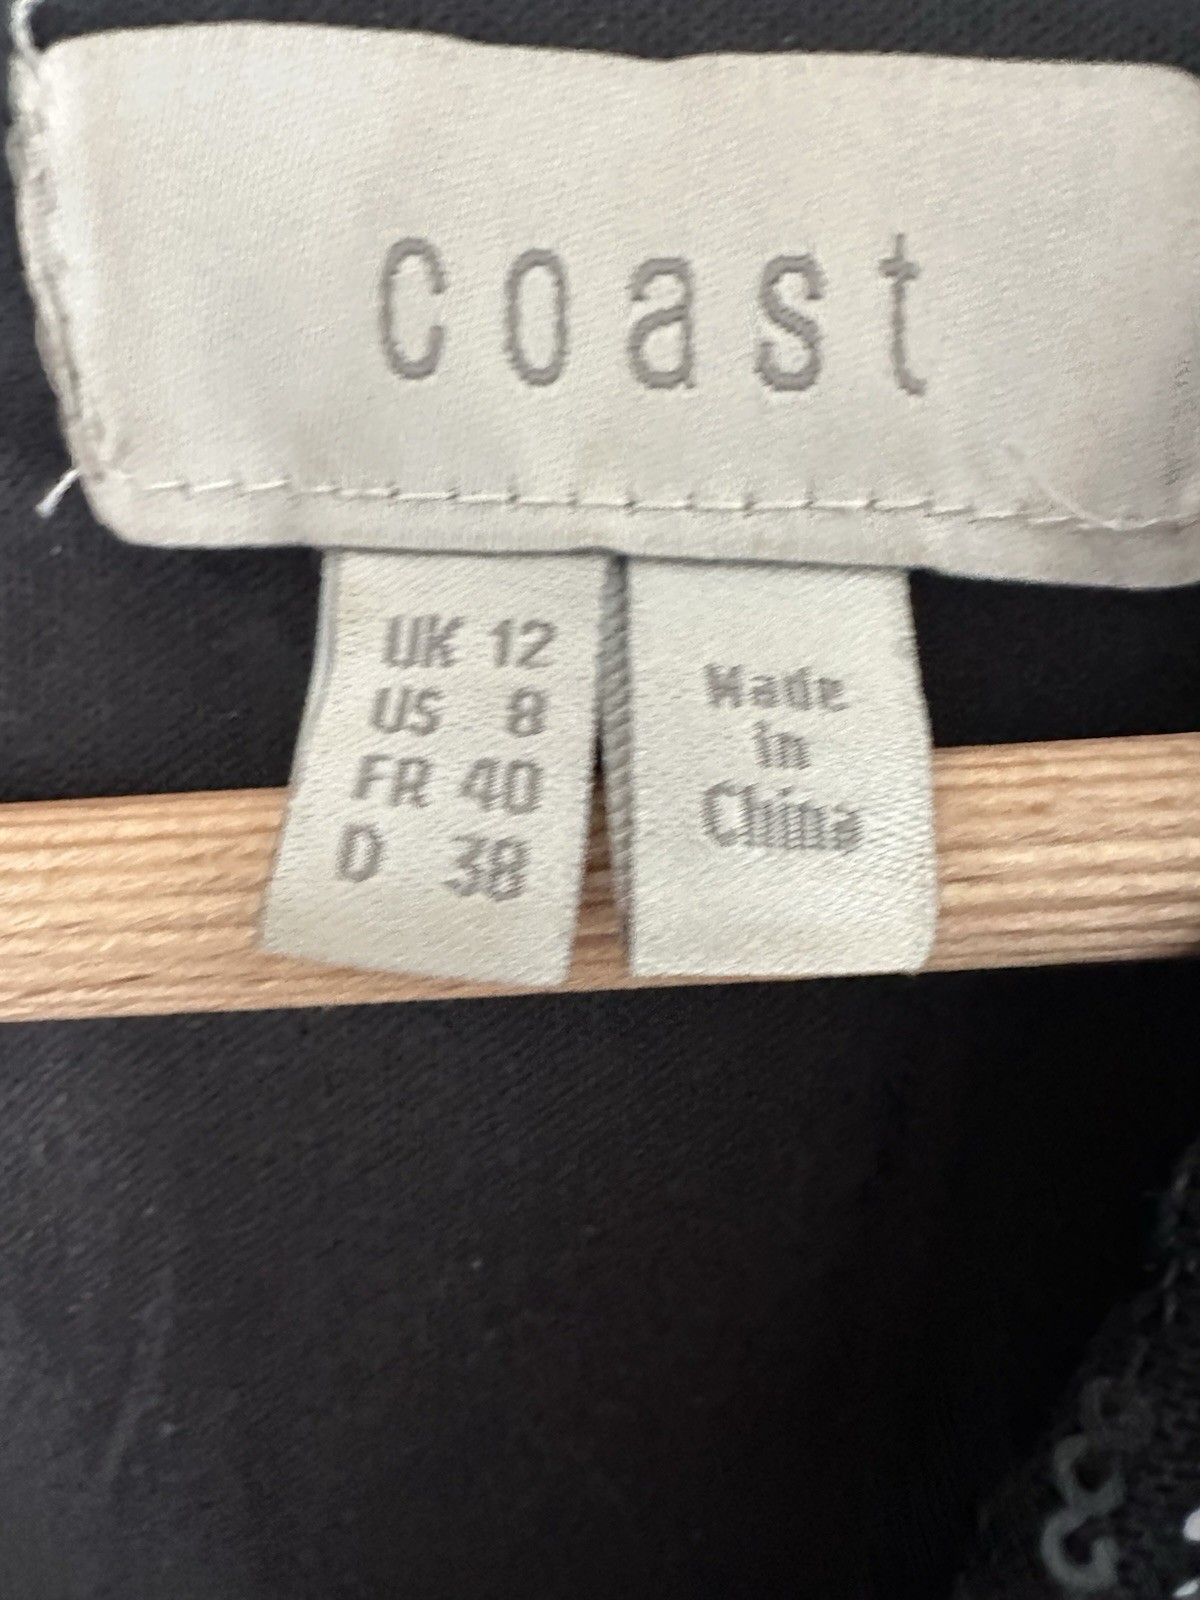 coast
UK 12
US 8
FR 40
D 38
Made
in
China